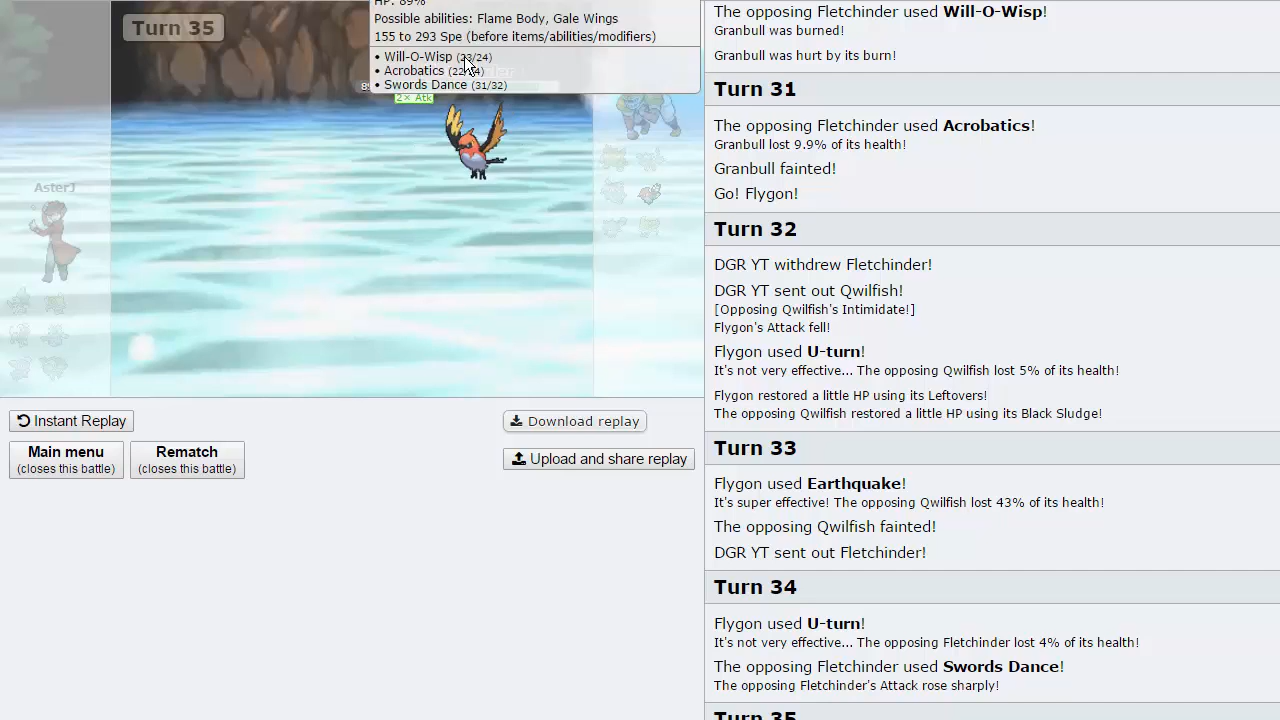 Turn 35
HP: 89%
Possible abilities: Flame Body, Gale Wings
155 to 293 Spe (before items/abilities/modifiers)
• Will-O-Wisp (23/24)
• Acrobatics
• Swords Dance (31/32)
2× Atk
AsterJ
Instant Replay
Download replay
Main menu
(closes this battle)
Rematch
(closes this battle)
Upload and share replay
The opposing Fletchinder used Will-O-Wisp!
Granbull was burned!
Granbull was hurt by its burn!
Turn 31
The opposing Fletchinder used Acrobatics!
Granbull lost 9.9% of its health!
Granbull fainted!
Go! Flygon!
Turn 32
DGR YT withdrew Fletchinder!
DGR YT sent out Qwilfish!
[Opposing Qwilfish's Intimidate!]
Flygon's Attack fell!
Flygon used U-turn!
It's not very effective... The opposing Qwilfish lost 5% of its health!
Flygon restored a little HP using its Leftovers!
The opposing Qwilfish restored a little HP using its Black Sludge!
Turn 33
Flygon used Earthquake!
It's super effective! The opposing Qwilfish lost 43% of its health!
The opposing Qwilfish fainted!
DGR YT sent out Fletchinder!
Turn 34
Flygon used U-turn!
It's not very effective... The opposing Fletchinder lost 4% of its health!
The opposing Fletchinder used Swords Dance!
The opposing Fletchinder's Attack rose sharply!
Turn 35